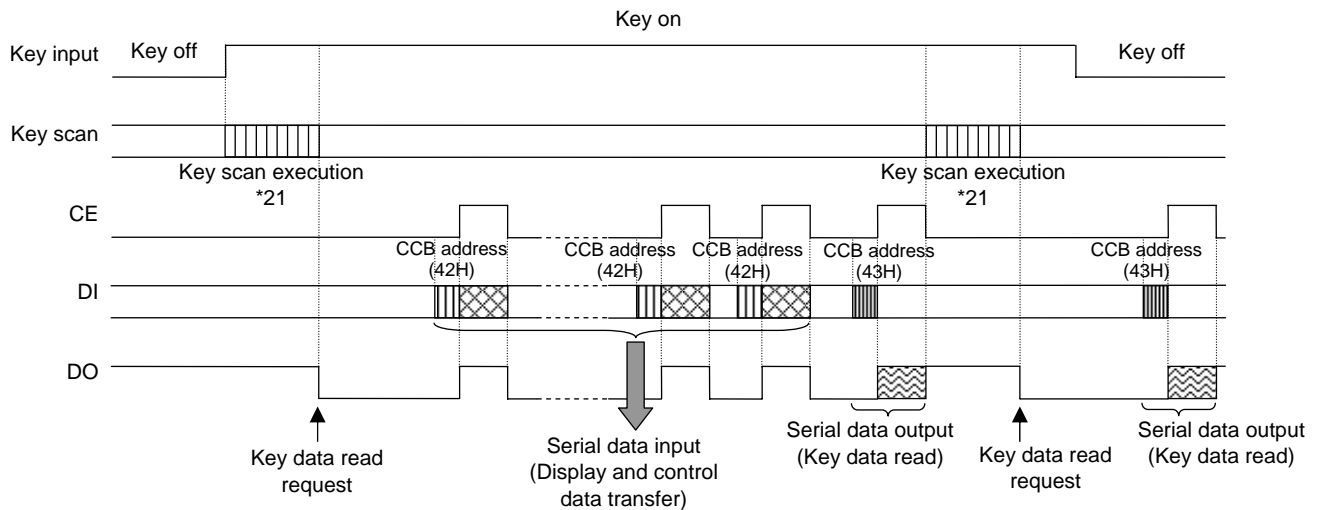 Key on
Key input
Key off
Key off
Key scan
Key scan execution
*21
Key scan execution
*21
CE
CCB address
(42H)
CCB address
(42H)
CCB address
(42H)
CCB address
(43H)
CCB address
(43H)
DI
DO
Key data read
request
Serial data input
(Display and control
data transfer)
Serial data output
(Key data read)
Key data read
request
Serial data output
(Key data read)